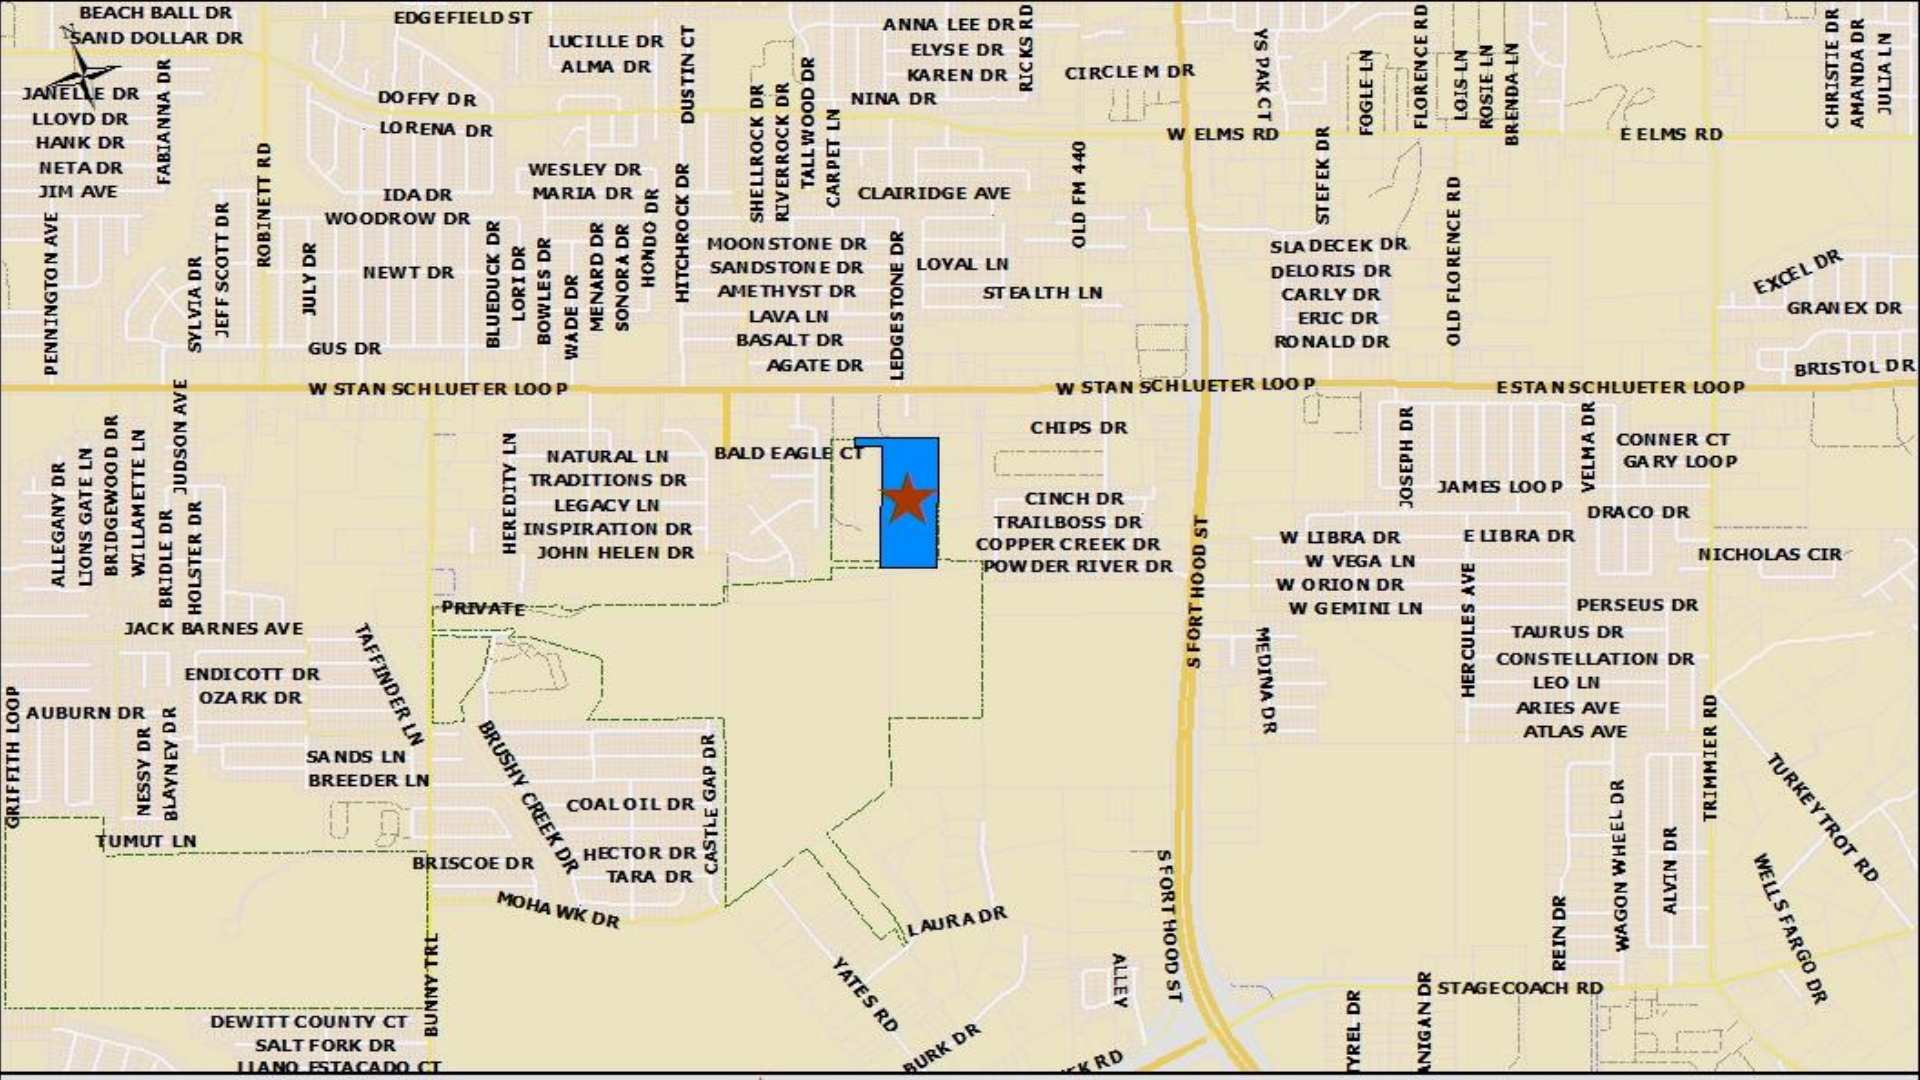 BEACH BALL DR
SAND DOLLAR DR
EDGEFIELD ST
LUCILLE DR
ALMA DR
DUSTIN CT
ANNA LEE DR
ELYSE DR
KAREN DR
RICKS RD
CIRCLE M DR
YS PAK CT
FOGLE LN
FLORENCE RD
LOIS LN
ROSIE LN
BRENDA LN
CHRISTIE DR
AMANDA DR
JULIA LN
JANELLE DR
LLOYD DR
HANK DR
NETA DR
JIM AVE
FABIANNA DR
DOFFY DR
LORENA DR
SHELLROCK DR
RIVERROCK DR
TALLWOOD DR
CARPET LN
NINA DR
W ELMS RD
E ELMS RD
ROBINETT RD
WESLEY DR
MARIA DR
IDA DR
WOODROW DR
HITCHROCK DR
CLAIRIDGE AVE
OLD FM 440
STEFEK DR
OLD FLORENCE RD
PENNINGTON AVE
SYLVIA DR
JEFF SCOTT DR
JULY DR
NEWT DR
BLUEDUCK DR
LORI DR
BOWLES DR
WADE DR
MENARD DR
SONORA DR
HONDO DR
MOONSTONE DR
SANDSTONE DR
AMETHYST DR
LAVA LN
BASALT DR
AGATE DR
LEDGESTONE DR
LOYAL LN
STEALTH LN
SLADECEK DR
DELORIS DR
CARLY DR
ERIC DR
RONALD DR
EXCEL DR
GRANEX DR
BRISTOL DR
GUS DR
W STAN SCHLUETER LOOP
W STAN SCHLUETER LOOP
E STAN SCHLUETER LOOP
ALLEGANY DR
LIONS GATE LN
BRIDGEWOOD DR
WILLAMETTE LN
BRIDLE DR
JUDSON AVE
HOLSTER DR
HEREDITY LN
NATURAL LN
TRADITIONS DR
LEGACY LN
INSPIRATION DR
JOHN HELEN DR
BALD EAGLE CT
CHIPS DR
CINCH DR
TRAILBOSS DR
COPPER CREEK DR
POWDER RIVER DR
S FORT HOOD ST
JOSEPH DR
JAMES LOOP
VELMA DR
CONNER CT
GARY LOOP
DRACO DR
W LIBRA DR
E LIBRA DR
W VEGA LN
W ORION DR
W GEMINI LN
NICHOLAS CIR
HERCULES AVE
PERSEUS DR
TAURUS DR
CONSTELLATION DR
LEO LN
ARIES AVE
ATLAS AVE
MEDINA DR
PRIVATE
JACK BARNES AVE
TAFFINDER LN
ENDICOTT DR
OZARK DR
GRIFFITH LOOP
AUBURN DR
NESSY DR
BLAYNEY DR
SANDS LN
BREEDER LN
BRUSHY CREEK DR
COAL OIL DR
CASTLE GAP DR
HECTOR DR
TARA DR
BRISCOE DR
TUMUT LN
MOHAWK DR
BUNNY TRL
LAURA DR
YATES RD
BURK DR
ALLEY
S FORT HOOD ST
EK RD
TRIMMIER RD
TURKEY TROT RD
WELLS FARGO DR
WAGON WHEEL DR
ALVIN DR
REIN DR
STAGECOACH RD
TYREL DR
ANIGAN DR
DEWITT COUNTY CT
SALT FORK DR
LLANO ESTACADO CT